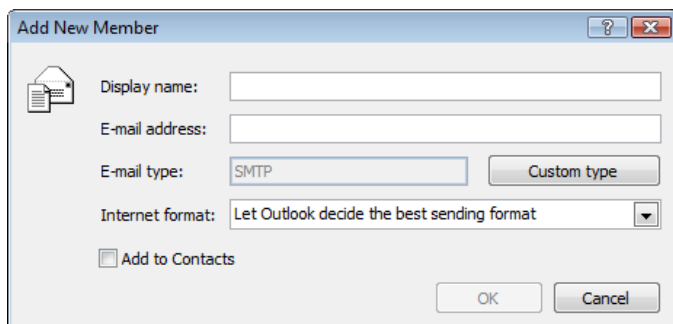 Add New Member
?
Display name:
E-mail address:
E-mail type: SMTP Custom type
Internet format: Let Outlook decide the best sending format
Add to Contacts
OK Cancel